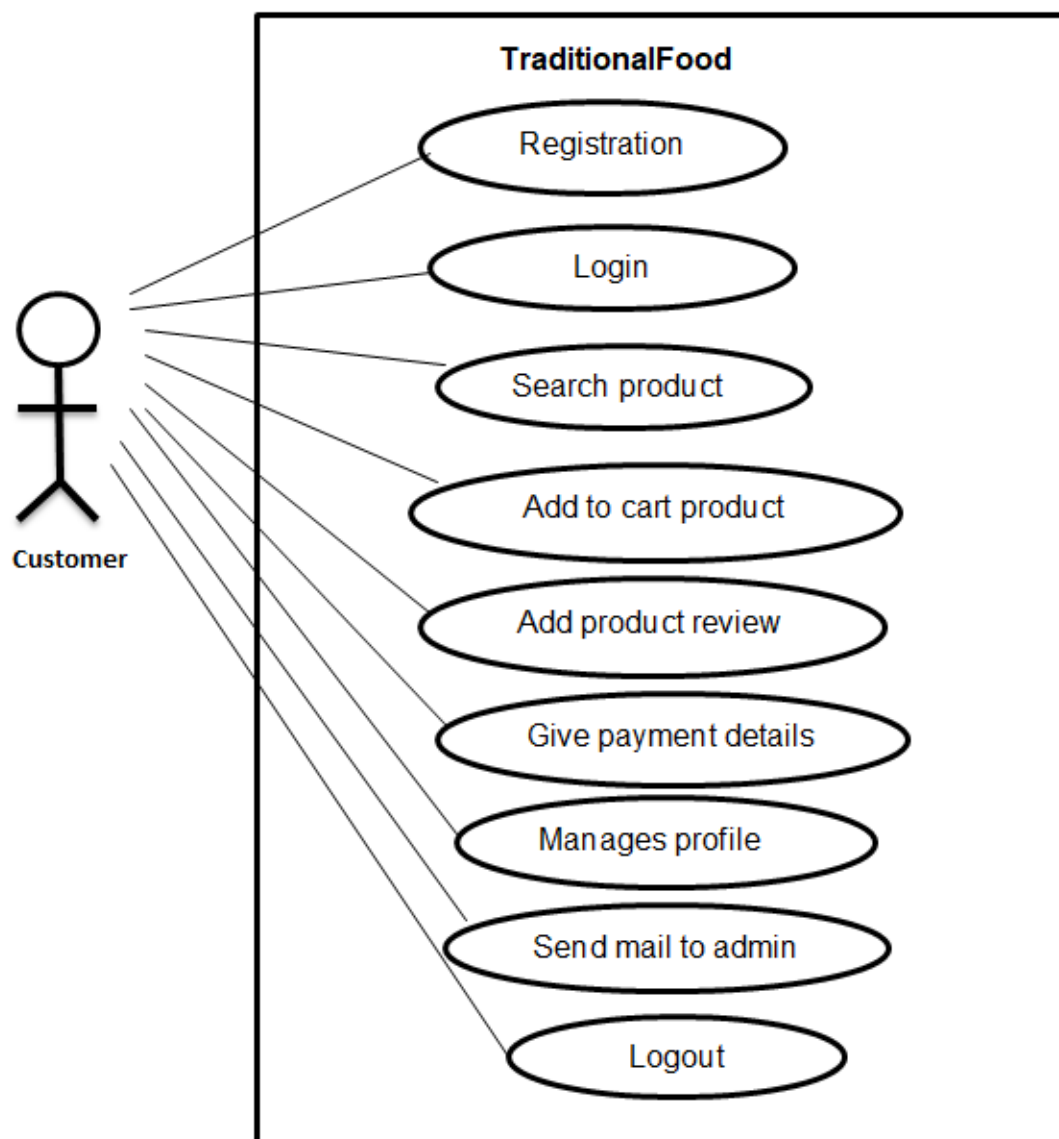 TraditionalFood
Registration
Login
Search product
Add to cart product
Customer
Add product review
Give payment details
Manages profile
Send mail to admin
Logout